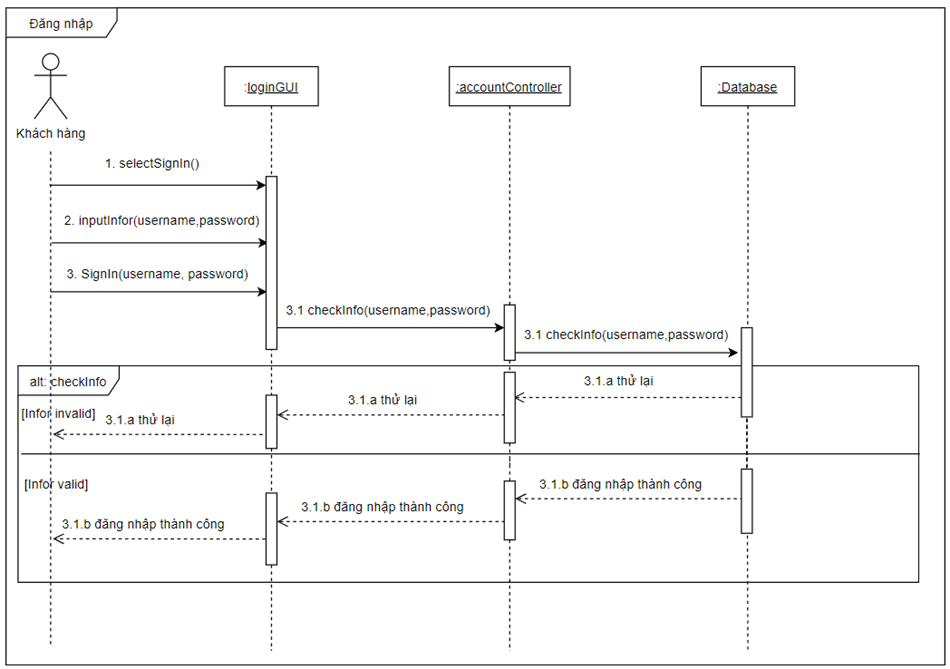 Đăng nhập
Khách hàng
:loginGUI
:accountController
:Database
1. selectSignIn()
2. inputInfor(username,password)
3. SignIn(username, password)
3.1 checkInfo(username,password)
3.1 checkInfo(username,password)
alt: checkInfo
3.1.a thử lại
3.1.a thử lại
[Infor invalid]
3.1.a thử lại
[Infor valid]
3.1.b đăng nhập thành công
3.1.b đăng nhập thành công
3.1.b đăng nhập thành công